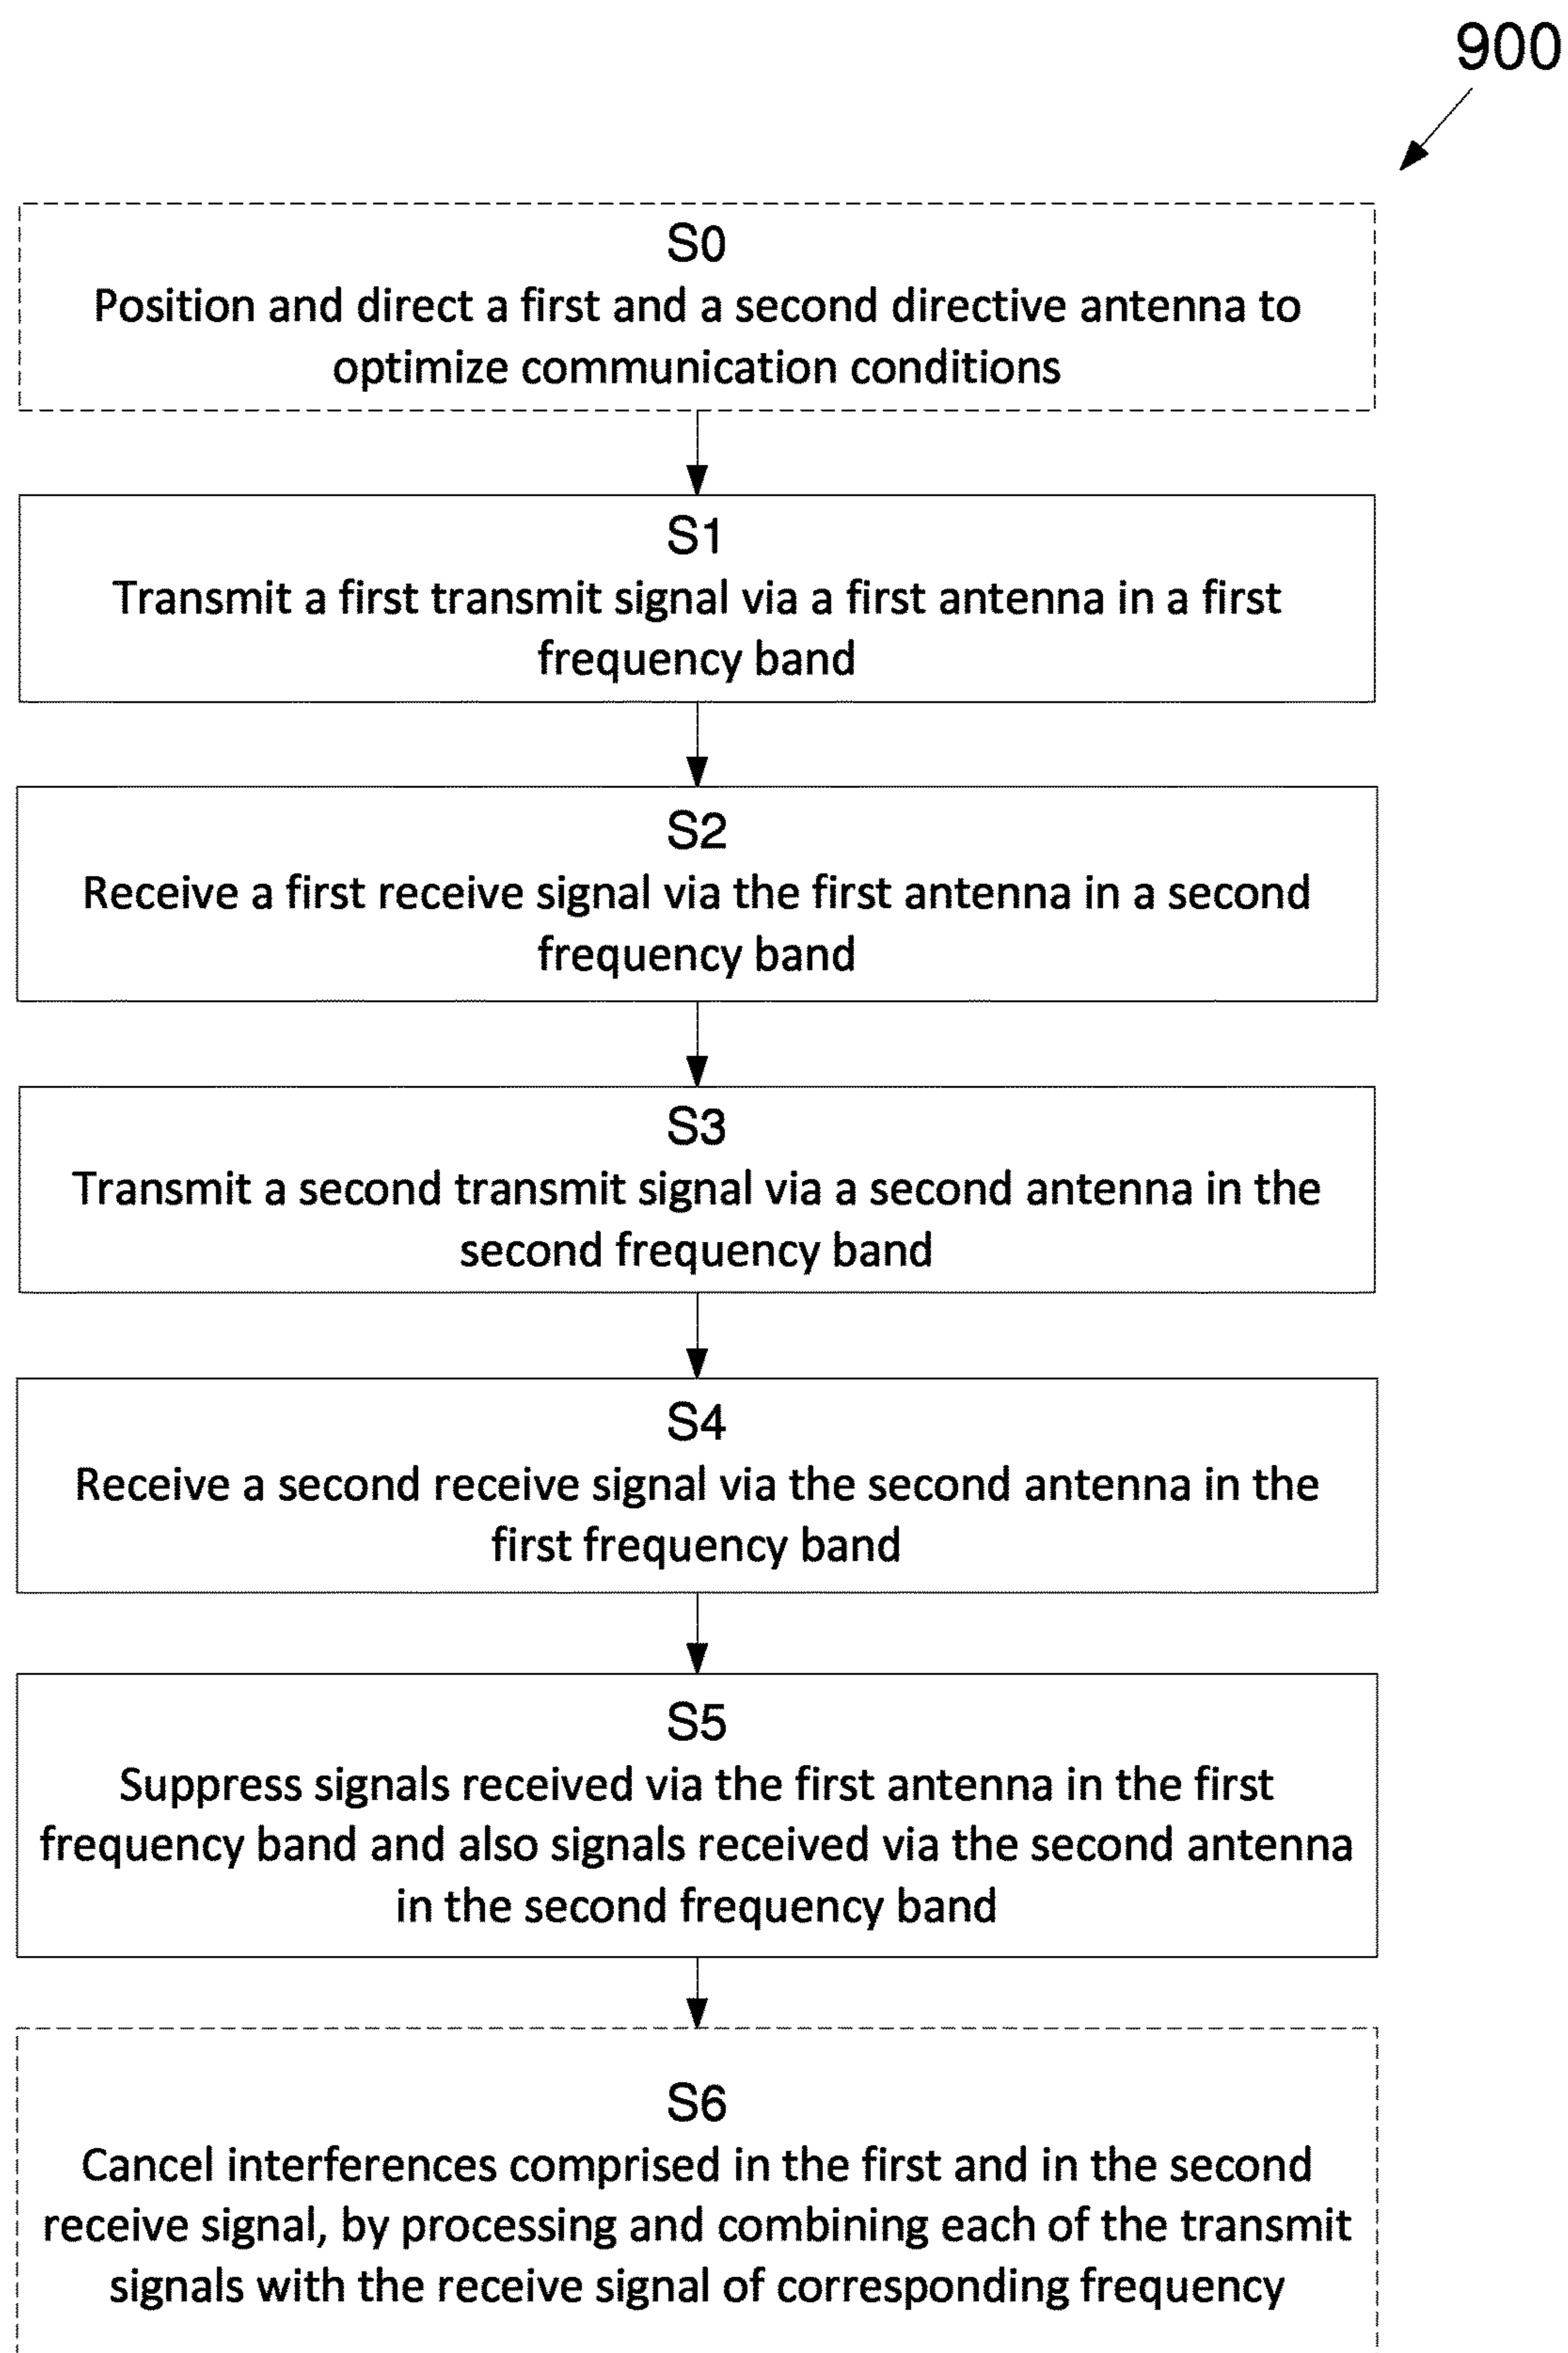 900
S0
Position and direct a first and a second directive antenna to
optimize communication conditions
S1
Transmit a first transmit signal via a first antenna in a first
frequency band
S2
Receive a first receive signal via the first antenna in a second
frequency band
S3
Transmit a second transmit signal via a second antenna in the
second frequency band
S4
Receive a second receive signal via the second antenna in the
first frequency band
S5
Suppress signals received via the first antenna in the first
frequency band and also signals received via the second antenna
in the second frequency band
S6
Cancel interferences comprised in the first and in the second
receive signal, by processing and combining each of the transmit
signals with the receive signal of corresponding frequency